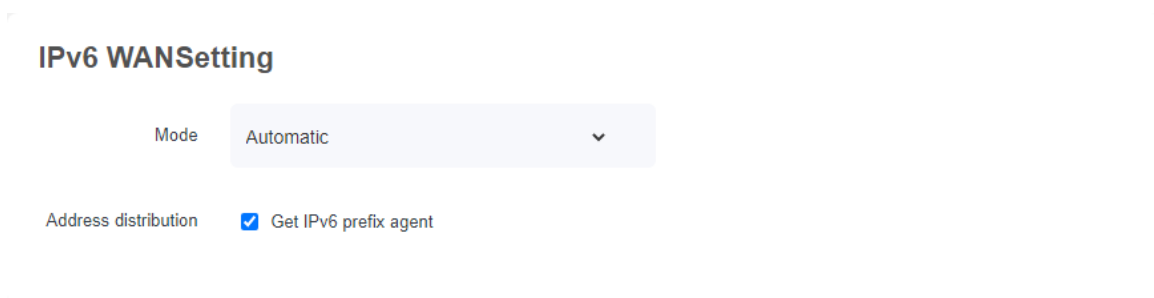 IPv6 WANSetting
Mode Automatic
Address distribution Get IPv6 prefix agent